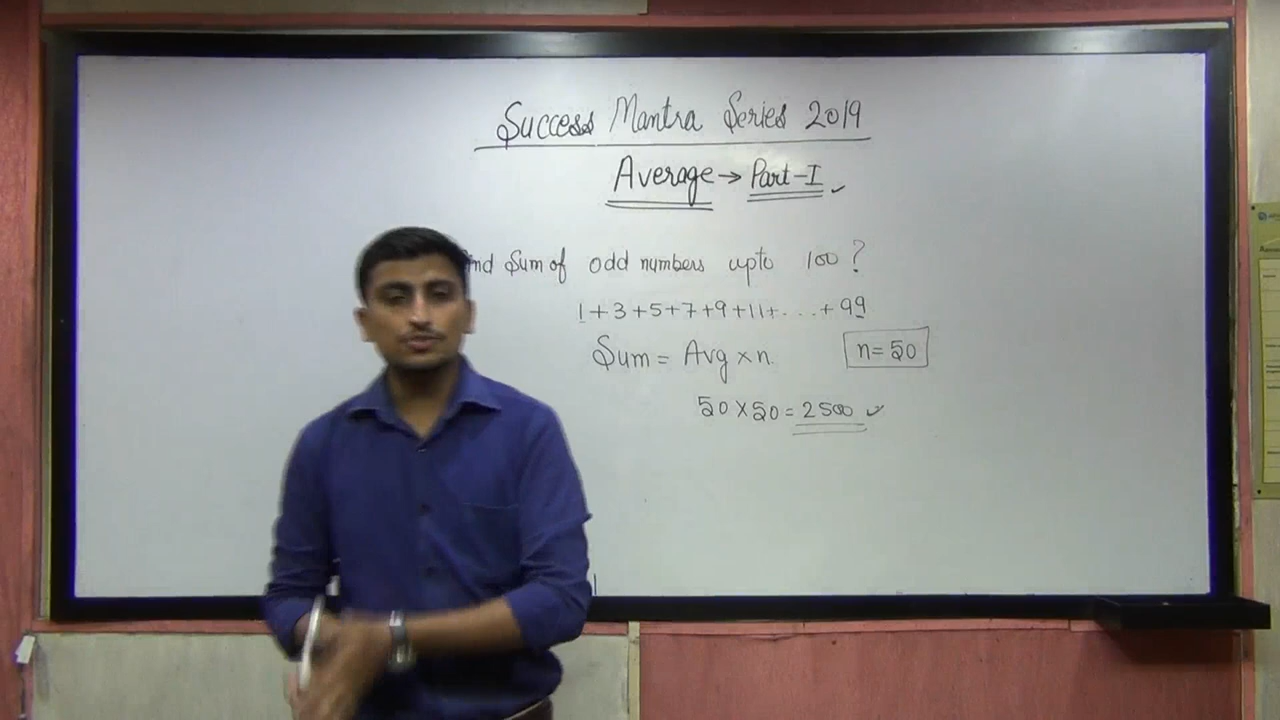 Success Mantra Series 2019
Average → Part-I ✓
Sum of odd numbers upto 100 ?
1+3+5+7+9+11+....+99
Sum = Avg × n.
n=50
50×50=2500 ✓